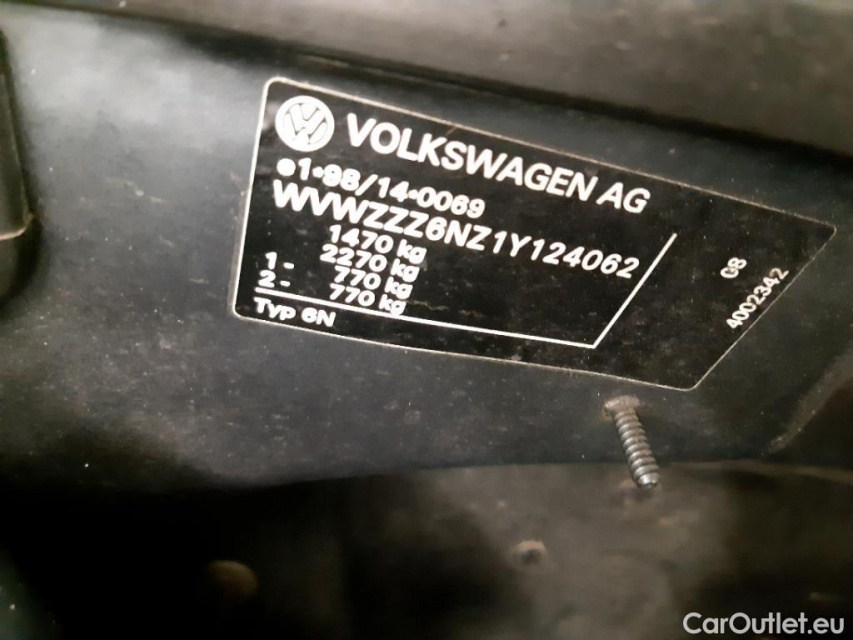 VOLKSWAGEN AG
e1*98/14*0069
WVWZZZ6NZ1Y124062
1470 kg
2270 kg
1- 770 kg
2- 770 kg
Typ 6N
G8
4002342
CarOutlet.eu